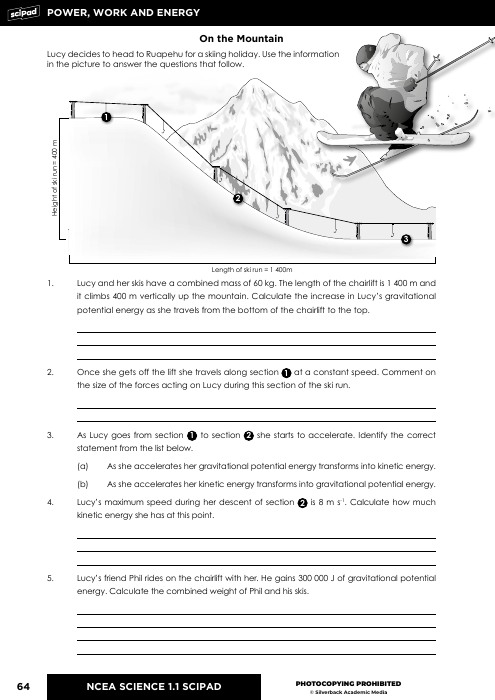 scipad POWER, WORK AND ENERGY
On the Mountain
Lucy decides to head to Ruapehu for a skiing holiday. Use the information
in the picture to answer the questions that follow.
1
Height of ski run = 400 m
2
3
Length of ski run = 1 400m
1. Lucy and her skis have a combined mass of 60 kg. The length of the chairlift is 1 400 m and
it climbs 400 m vertically up the mountain. Calculate the increase in Lucy's gravitational
potential energy as she travels from the bottom of the chairlift to the top.
2. Once she gets off the lift she travels along section 1 at a constant speed. Comment on
the size of the forces acting on Lucy during this section of the ski run.
3. As Lucy goes from section 1 to section 2 she starts to accelerate. Identify the correct
statement from the list below.
(a) As she accelerates her gravitational potential energy transforms into kinetic energy.
(b) As she accelerates her kinetic energy transforms into gravitational potential energy.
4. Lucy's maximum speed during her descent of section 2 is 8 m s⁻¹. Calculate how much
kinetic energy she has at this point.
5. Lucy's friend Phil rides on the chairlift with her. He gains 300 000 J of gravitational potential
energy. Calculate the combined weight of Phil and his skis.
64 NCEA SCIENCE 1.1 SCIPAD PHOTOCOPYING PROHIBITED
© Silverback Academic Media